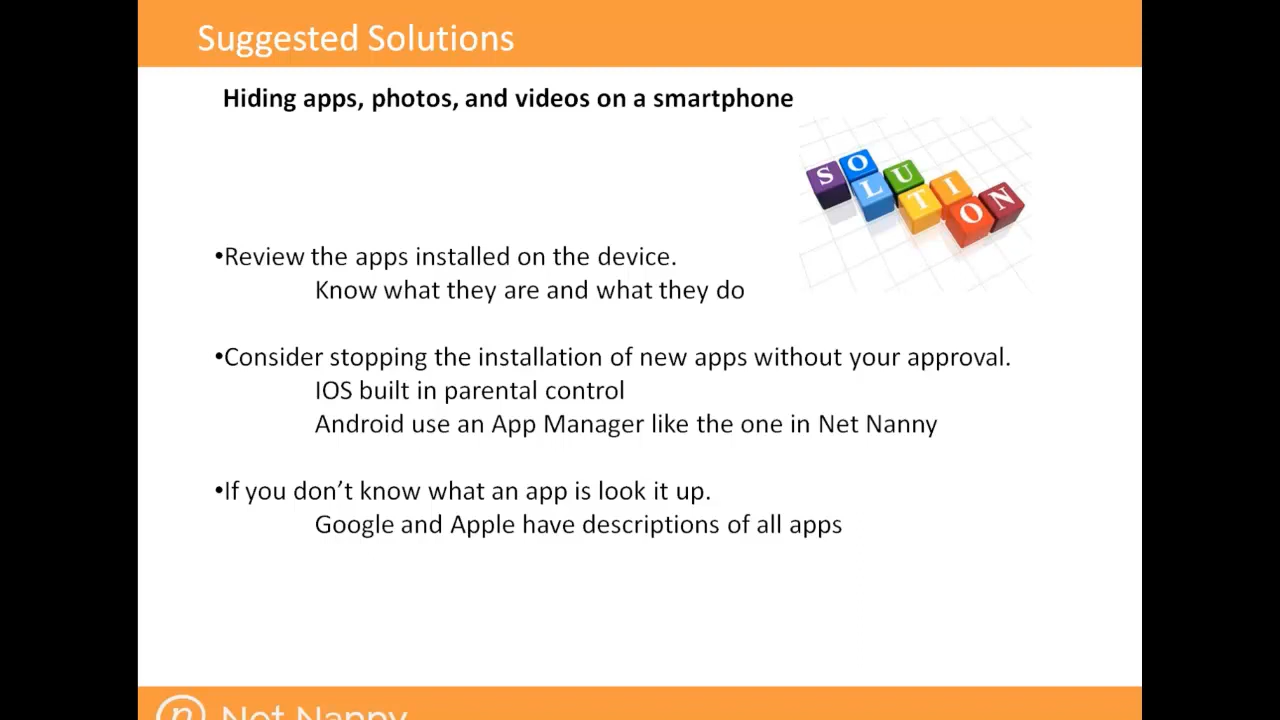 Suggested Solutions
Hiding apps, photos, and videos on a smartphone
SOLUTION
•Review the apps installed on the device.
Know what they are and what they do
•Consider stopping the installation of new apps without your approval.
IOS built in parental control
Android use an App Manager like the one in Net Nanny
•If you don’t know what an app is look it up.
Google and Apple have descriptions of all apps
n Net Nanny